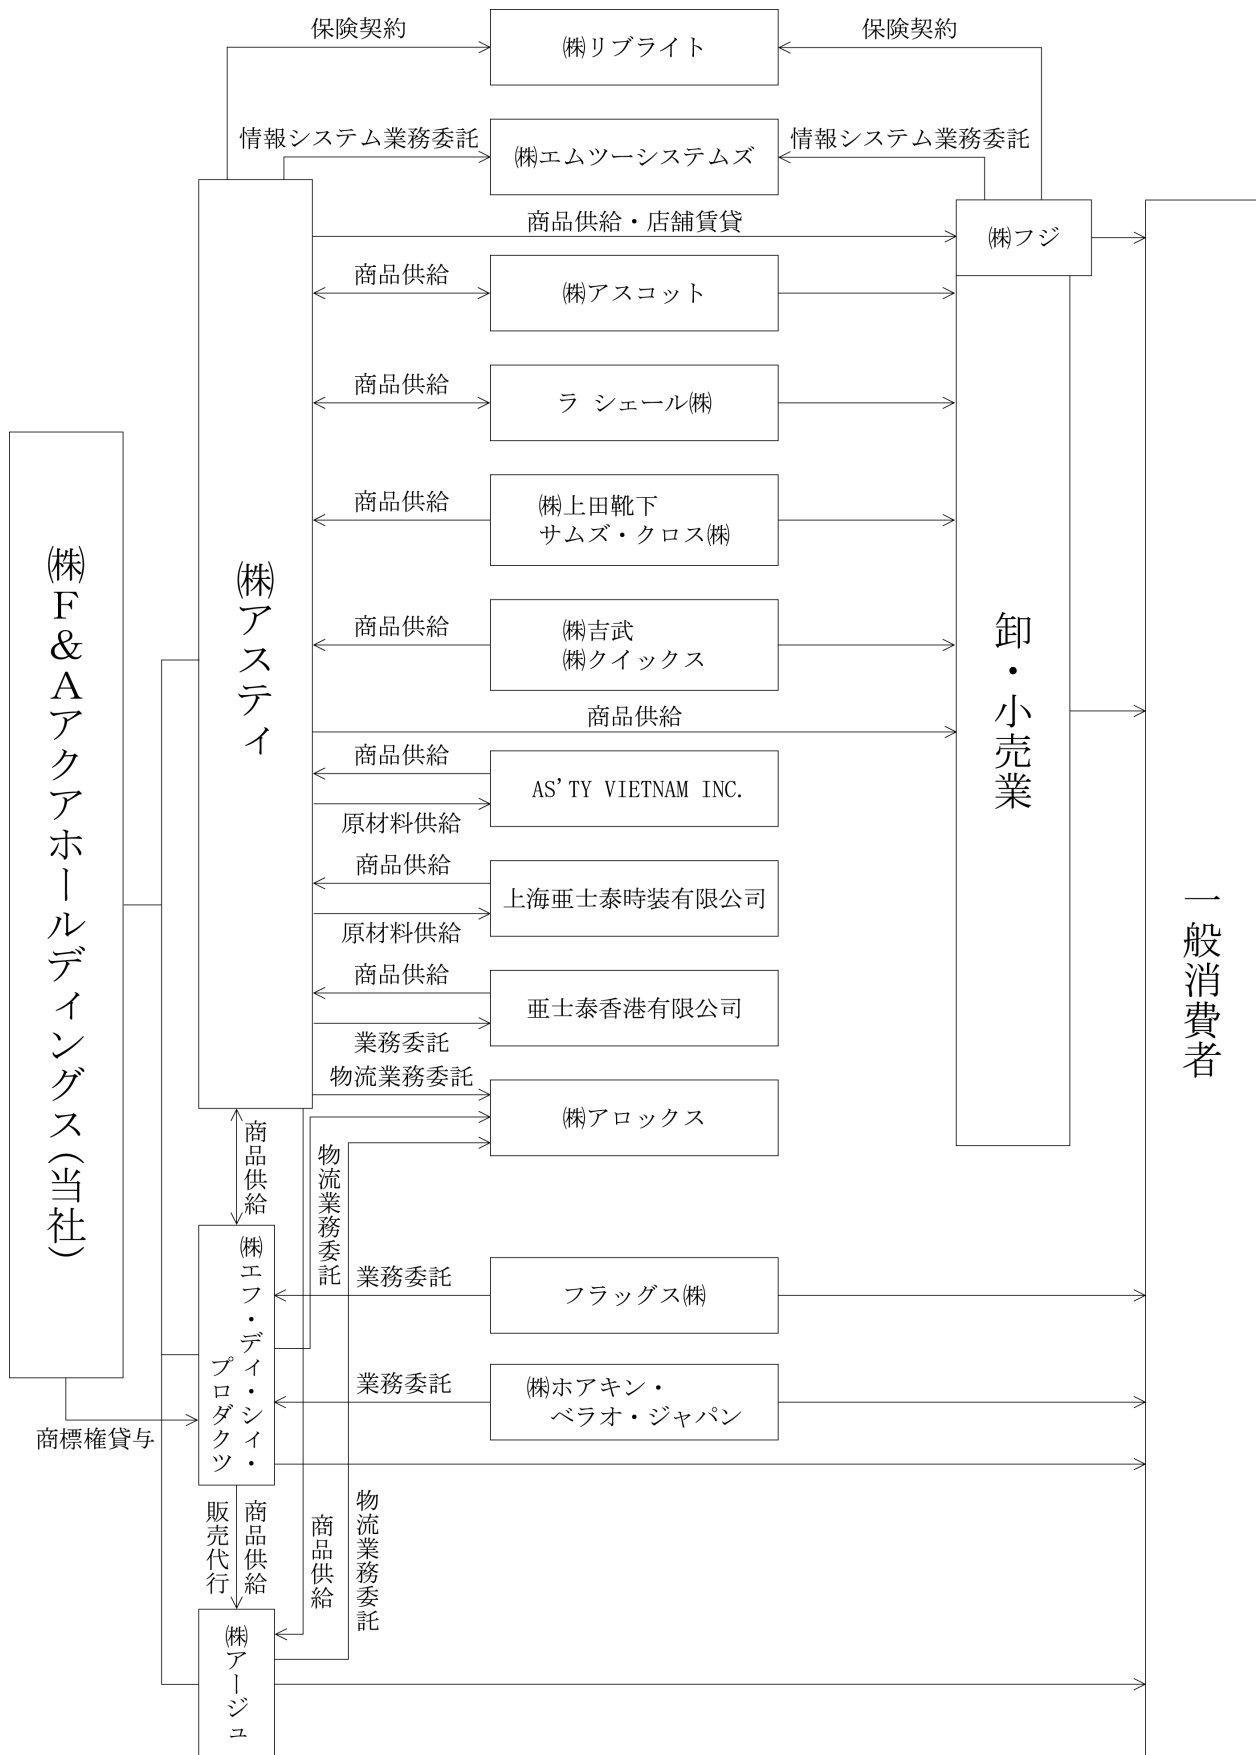 保険契約
㈱リブライト
保険契約
情報システム業務委託
㈱エムツーシステムズ
情報システム業務委託
商品供給・店舗賃貸
㈱フジ
商品供給
㈱アスコット
商品供給
ラ シェール㈱
商品供給
㈱上田靴下
サムズ・クロス㈱
商品供給
㈱吉武
㈱クイックス
商品供給
商品供給
AS'TY VIETNAM INC.
原材料供給
商品供給
上海亜士泰時装有限公司
原材料供給
商品供給
亜士泰香港有限公司
業務委託
物流業務委託
㈱アロックス
㈱F&Aアクアホールディングス(当社)
㈱アスティ
卸・小売業
一般消費者
商品供給
物流業務委託
㈱エフ・ディ・シィ・
プロダクツ
業務委託
フラッグス㈱
業務委託
㈱ホアキン・
ベラオ・ジャパン
商標権貸与
販売代行
商品供給
商品供給
物流業務委託
㈱アージュ